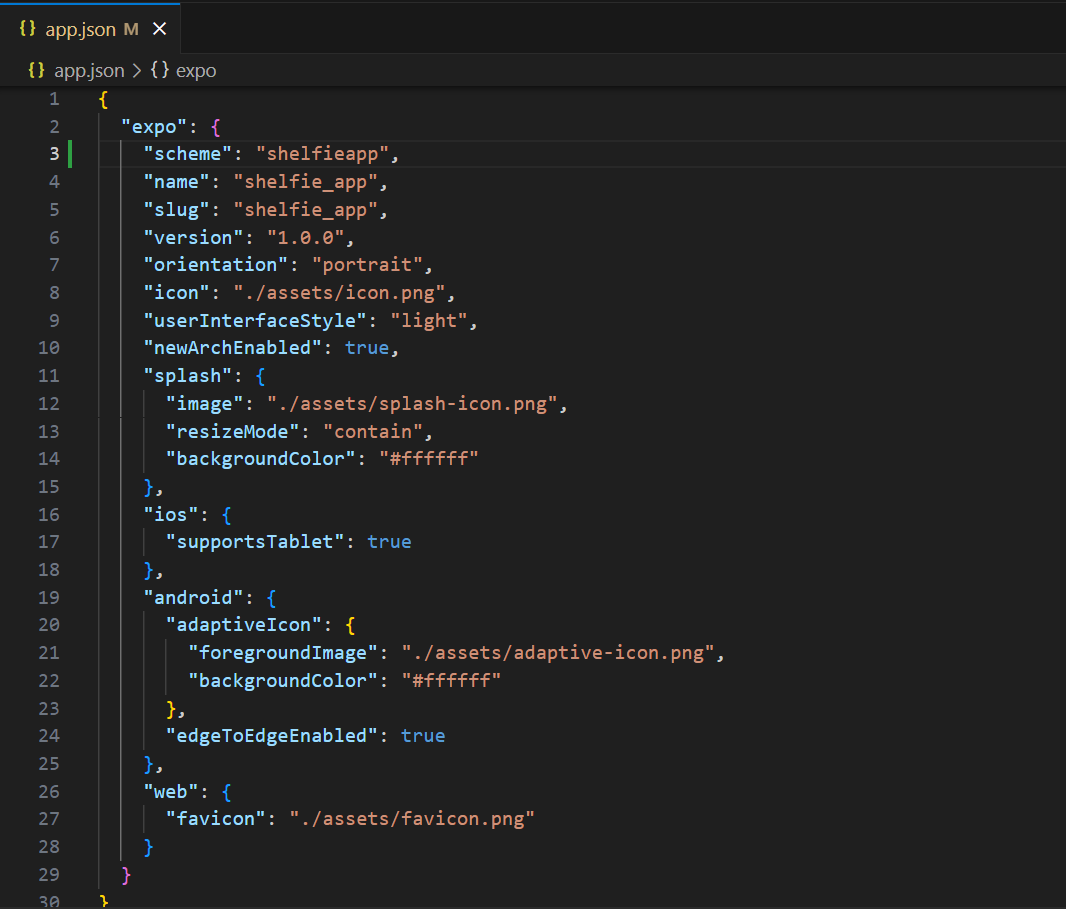 {} app.json M ×
{} app.json > {} expo
1 {
2 "expo": {
3 "scheme": "shelfieapp",
4 "name": "shelfie_app",
5 "slug": "shelfie_app",
6 "version": "1.0.0",
7 "orientation": "portrait",
8 "icon": "./assets/icon.png",
9 "userInterfaceStyle": "light",
10 "newArchEnabled": true,
11 "splash": {
12 "image": "./assets/splash-icon.png",
13 "resizeMode": "contain",
14 "backgroundColor": "#ffffff"
15 },
16 "ios": {
17 "supportsTablet": true
18 },
19 "android": {
20 "adaptiveIcon": {
21 "foregroundImage": "./assets/adaptive-icon.png",
22 "backgroundColor": "#ffffff"
23 },
24 "edgeToEdgeEnabled": true
25 },
26 "web": {
27 "favicon": "./assets/favicon.png"
28 }
29 }
30 }